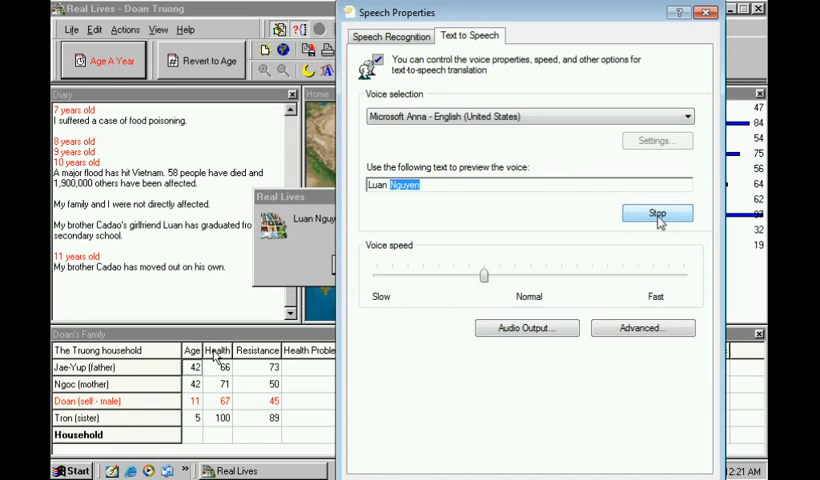 Real Lives - Doan Truong
Life Edit Actions View Help
Age A Year
Revert to Age
Diary
7 years old
I suffered a case of food poisoning.
8 years old
9 years old
10 years old
A major flood has hit Vietnam. 58 people have died and
1,900,000 others have been affected.
My family and I were not directly affected.
My brother Cadao's girlfriend Luan has graduated from
secondary school.
11 years old
My brother Cadao has moved out on his own.
Home
Real Lives
Luan Nguy
Speech Properties
Speech Recognition Text to Speech
You can control the voice properties, speed, and other options for
text-to-speech translation
Voice selection
Microsoft Anna - English (United States)
Settings...
Use the following text to preview the voice:
Luan Nguyen
Stop
Voice speed
Slow Normal Fast
Audio Output... Advanced...
47
84
54
75
64
62
32
19
Doan's Family
The Truong household Age Health Resistance Health Proble
Jae-Yup (father) 42 66 73
Ngoc (mother) 42 71 50
Doan (self - male) 11 67 45
Tron (sister) 5 100 89
Household
Start Real Lives 12:21 AM